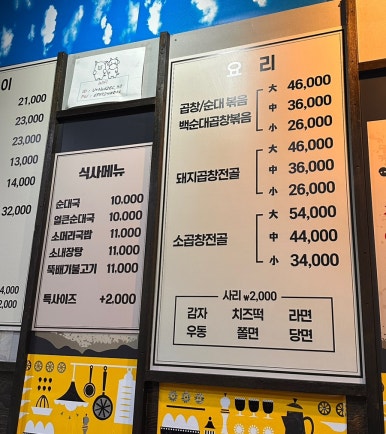 이
21,000
23,000
23,000
13,000
14,000
32,000
식사메뉴
순대국 10.000
얼큰순대국 10.000
소머리국밥 11.000
소내장탕 11.000
뚝배기불고기 11.000
특사이즈 +2,000
요 리
곱창/순대 볶음
백순대곱창볶음
大 46,000
中 36,000
小 26,000
돼지곱창전골
大 46,000
中 36,000
小 26,000
소곱창전골
大 54,000
中 44,000
小 34,000
사리 ₩2,000
감자 치즈떡 라면
우동 쫄면 당면